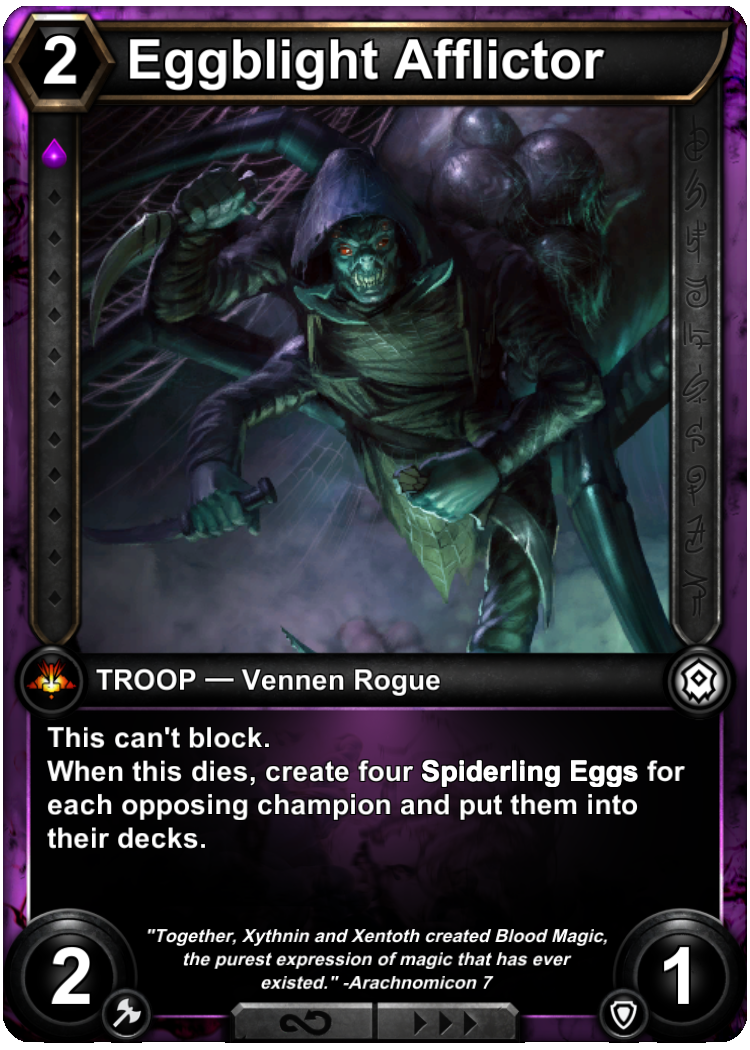 2
Eggblight Afflictor
TROOP — Vennen Rogue
This can't block.
When this dies, create four Spiderling Eggs for
each opposing champion and put them into
their decks.
"Together, Xythnin and Xentoth created Blood Magic,
the purest expression of magic that has ever
existed." -Arachnomicon 7
2
1